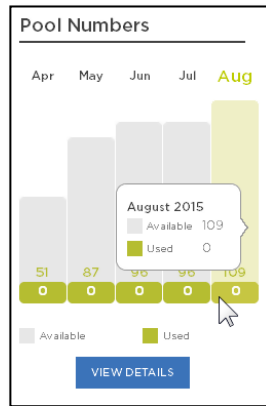 Pool Numbers
Apr May Jun Jul Aug
August 2015
Available 109
Used 0
51 87 96 96 109
0 0 0 0 0
Available Used
VIEW DETAILS